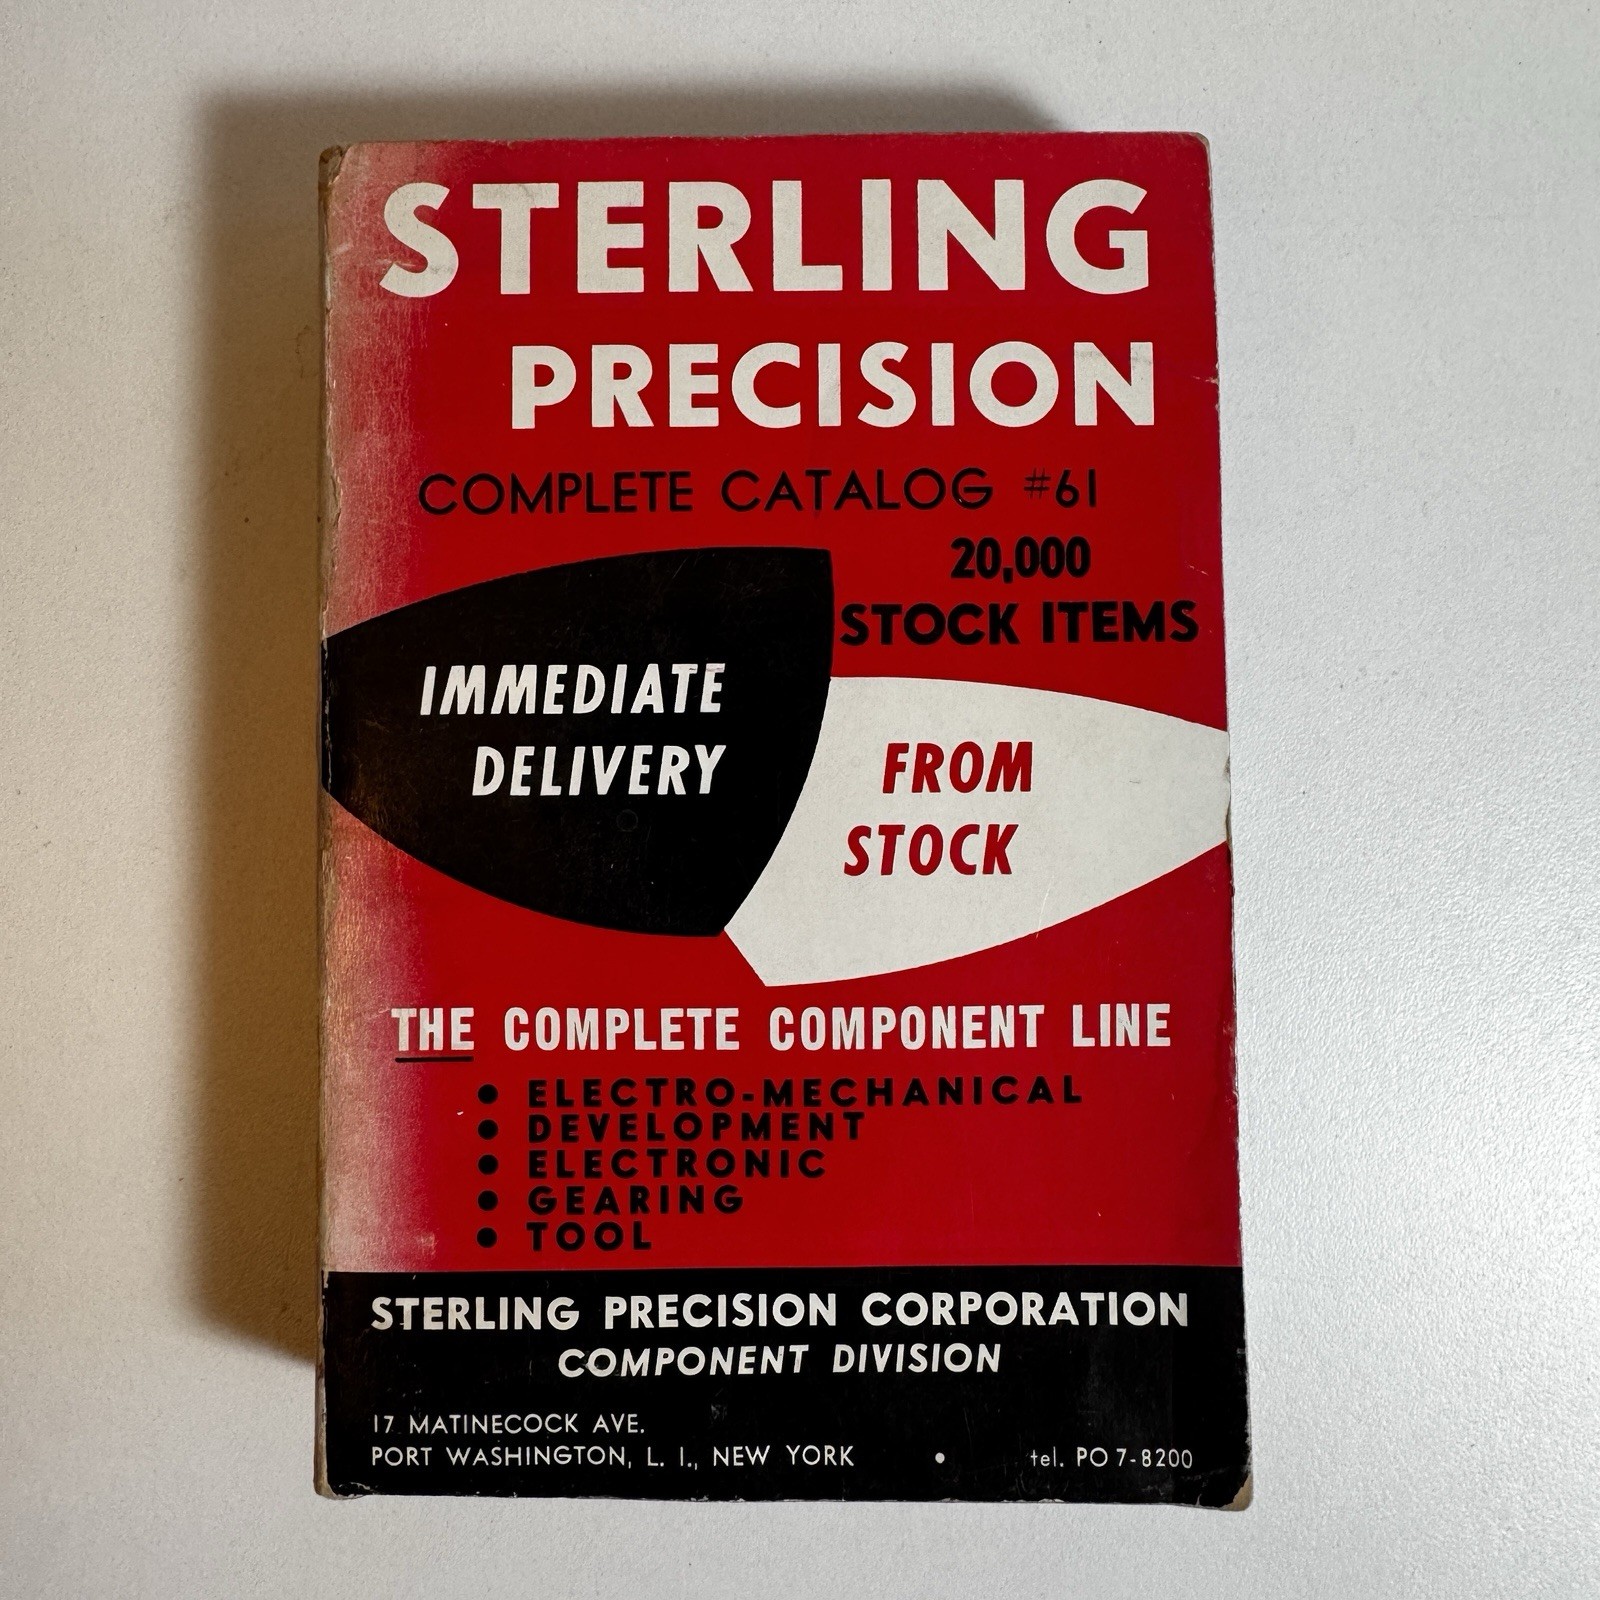 STERLING
PRECISION
COMPLETE CATALOG #61
20,000
STOCK ITEMS
IMMEDIATE
DELIVERY
FROM
STOCK
THE COMPLETE COMPONENT LINE
• ELECTRO-MECHANICAL
• DEVELOPMENT
• ELECTRONIC
• GEARING
• TOOL
STERLING PRECISION CORPORATION
COMPONENT DIVISION
17 MATINECOCK AVE.
PORT WASHINGTON, L. I., NEW YORK • tel. PO 7-8200